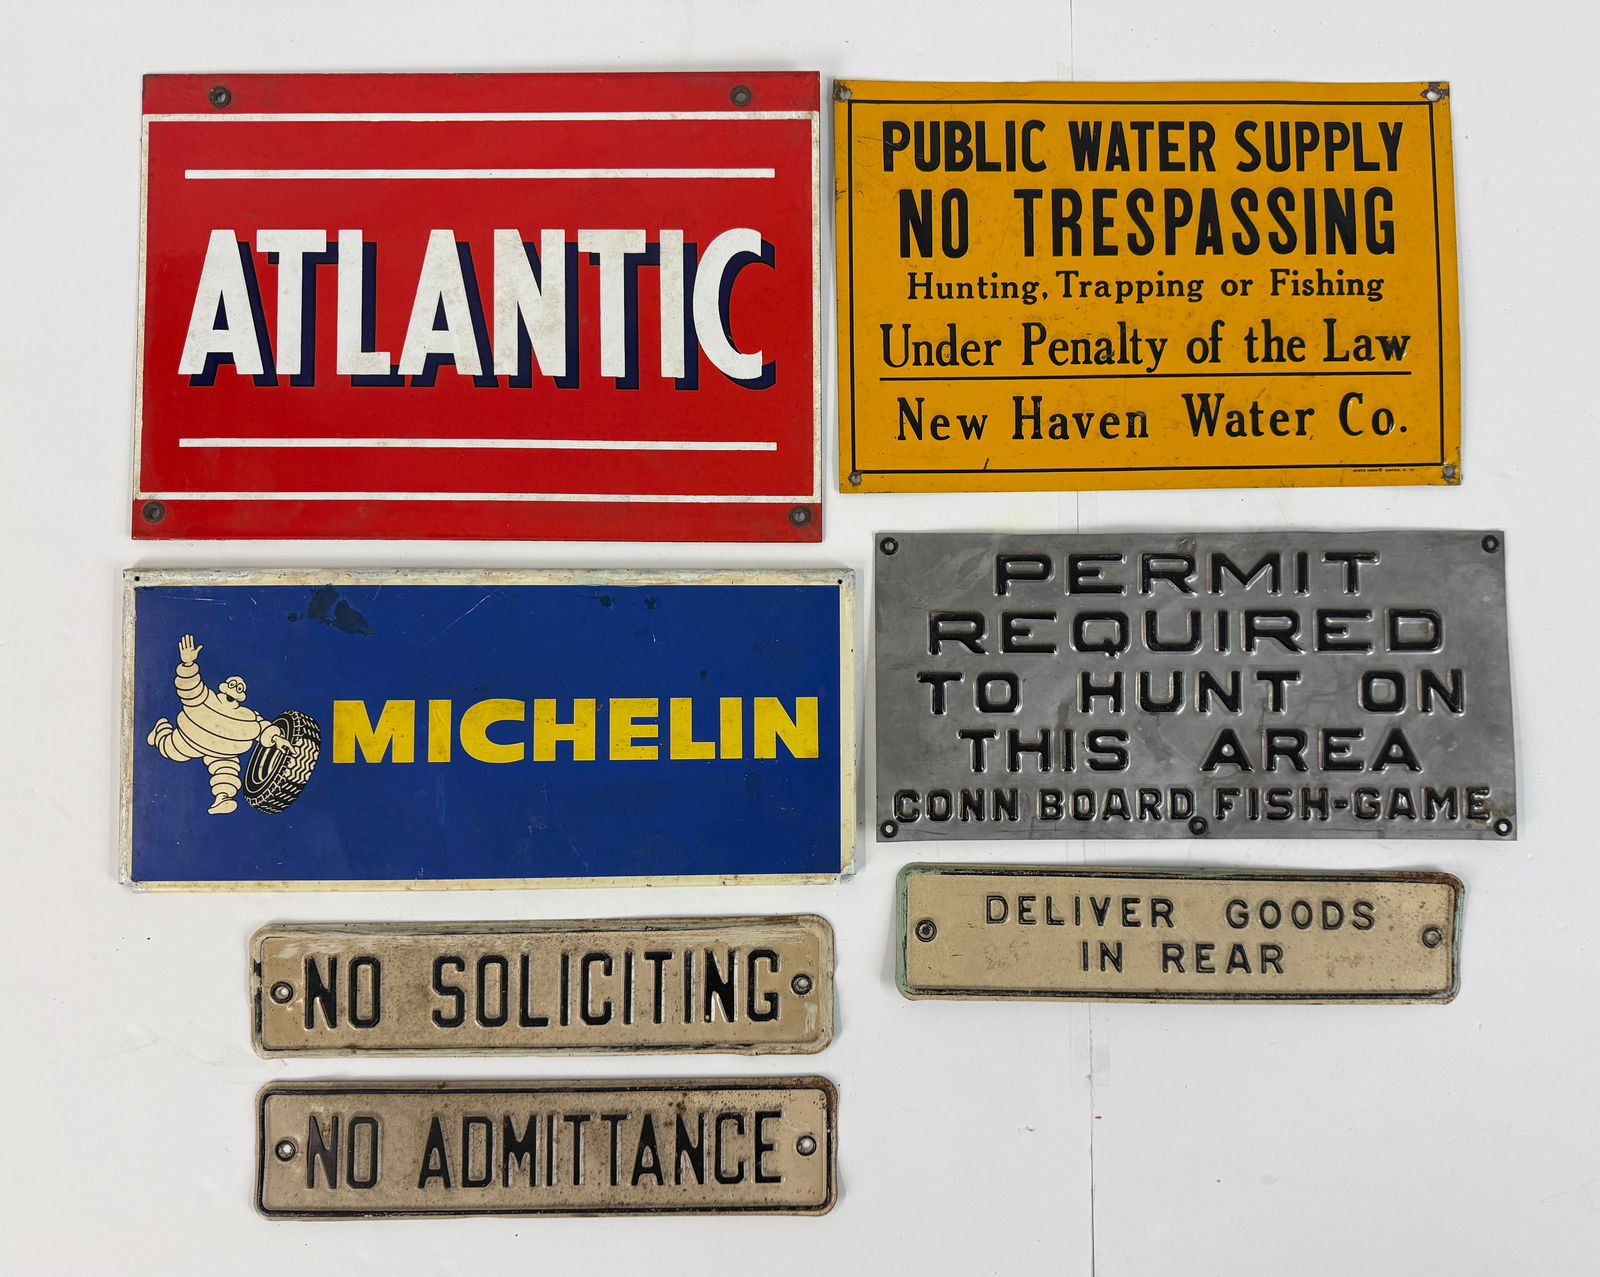 ATLANTIC
PUBLIC WATER SUPPLY
NO TRESPASSING
Hunting, Trapping or Fishing
Under Penalty of the Law
New Haven Water Co.
MICHELIN
PERMIT
REQUIRED
TO HUNT ON
THIS AREA
CONN BOARD FISH-GAME
DELIVER GOODS
IN REAR
NO SOLICITING
NO ADMITTANCE